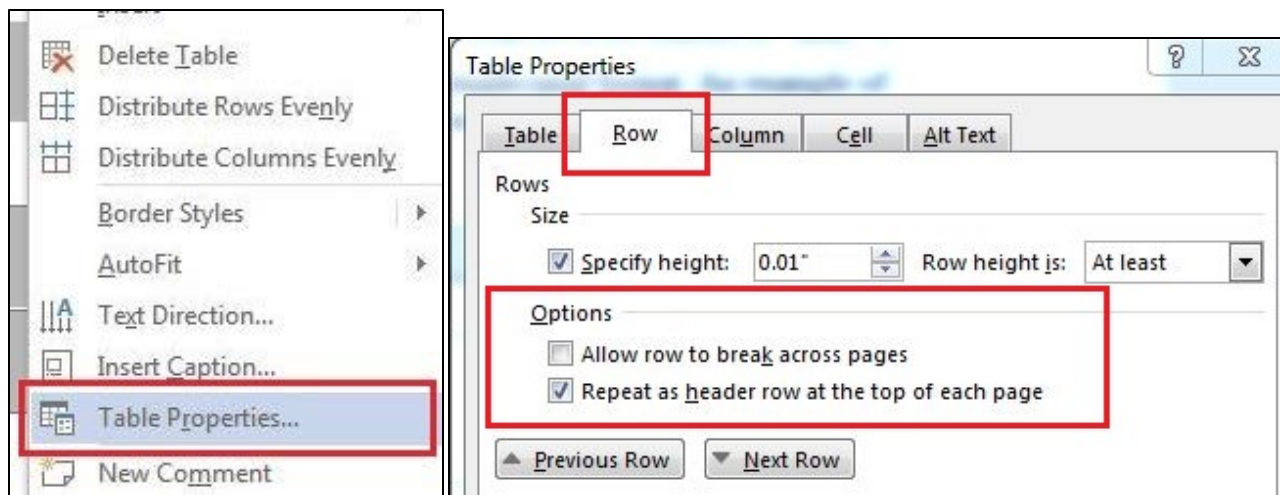 Delete Table
Distribute Rows Evenly
Distribute Columns Evenly
Border Styles
AutoFit
Text Direction...
Insert Caption...
Table Properties...
New Comment
Table Properties
Table Row Column Cell Alt Text
Rows
Size
Specify height: 0.01" Row height is: At least
Options
Allow row to break across pages
Repeat as header row at the top of each page
Previous Row Next Row